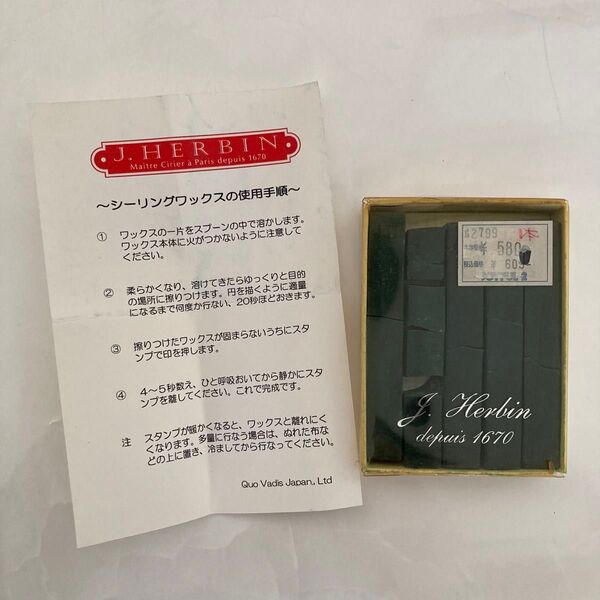 J. HERBIN
Maître Cirier à Paris depuis 1670
～シーリングワックスの使用手順～
① ワックスの一片をスプーンの中で溶かします。
ワックス本体に火がつかないように注意して
ください。
② 柔らかくなり、溶けてきたらゆっくりと目的
の場所に擦りつけます。円を描くように適量
になるまで何度か行ない、20秒ほどおきます。
③ 擦りつけたワックスが固まらないうちにスタ
ンプで印を押します。
④ 4～5秒数え、ひと呼吸おいてから静かにスタ
ンプを離してください。これで完成です。
注 スタンプが暖かくなると、ワックスと離れにく
くなります。多量に行なう場合は、ぬれた布な
どの上に置き、冷ましてから行なってください。
Quo Vadis Japan., Ltd
2799
¥ 580
税込価格 ¥ 609
J. Herbin
depuis 1670